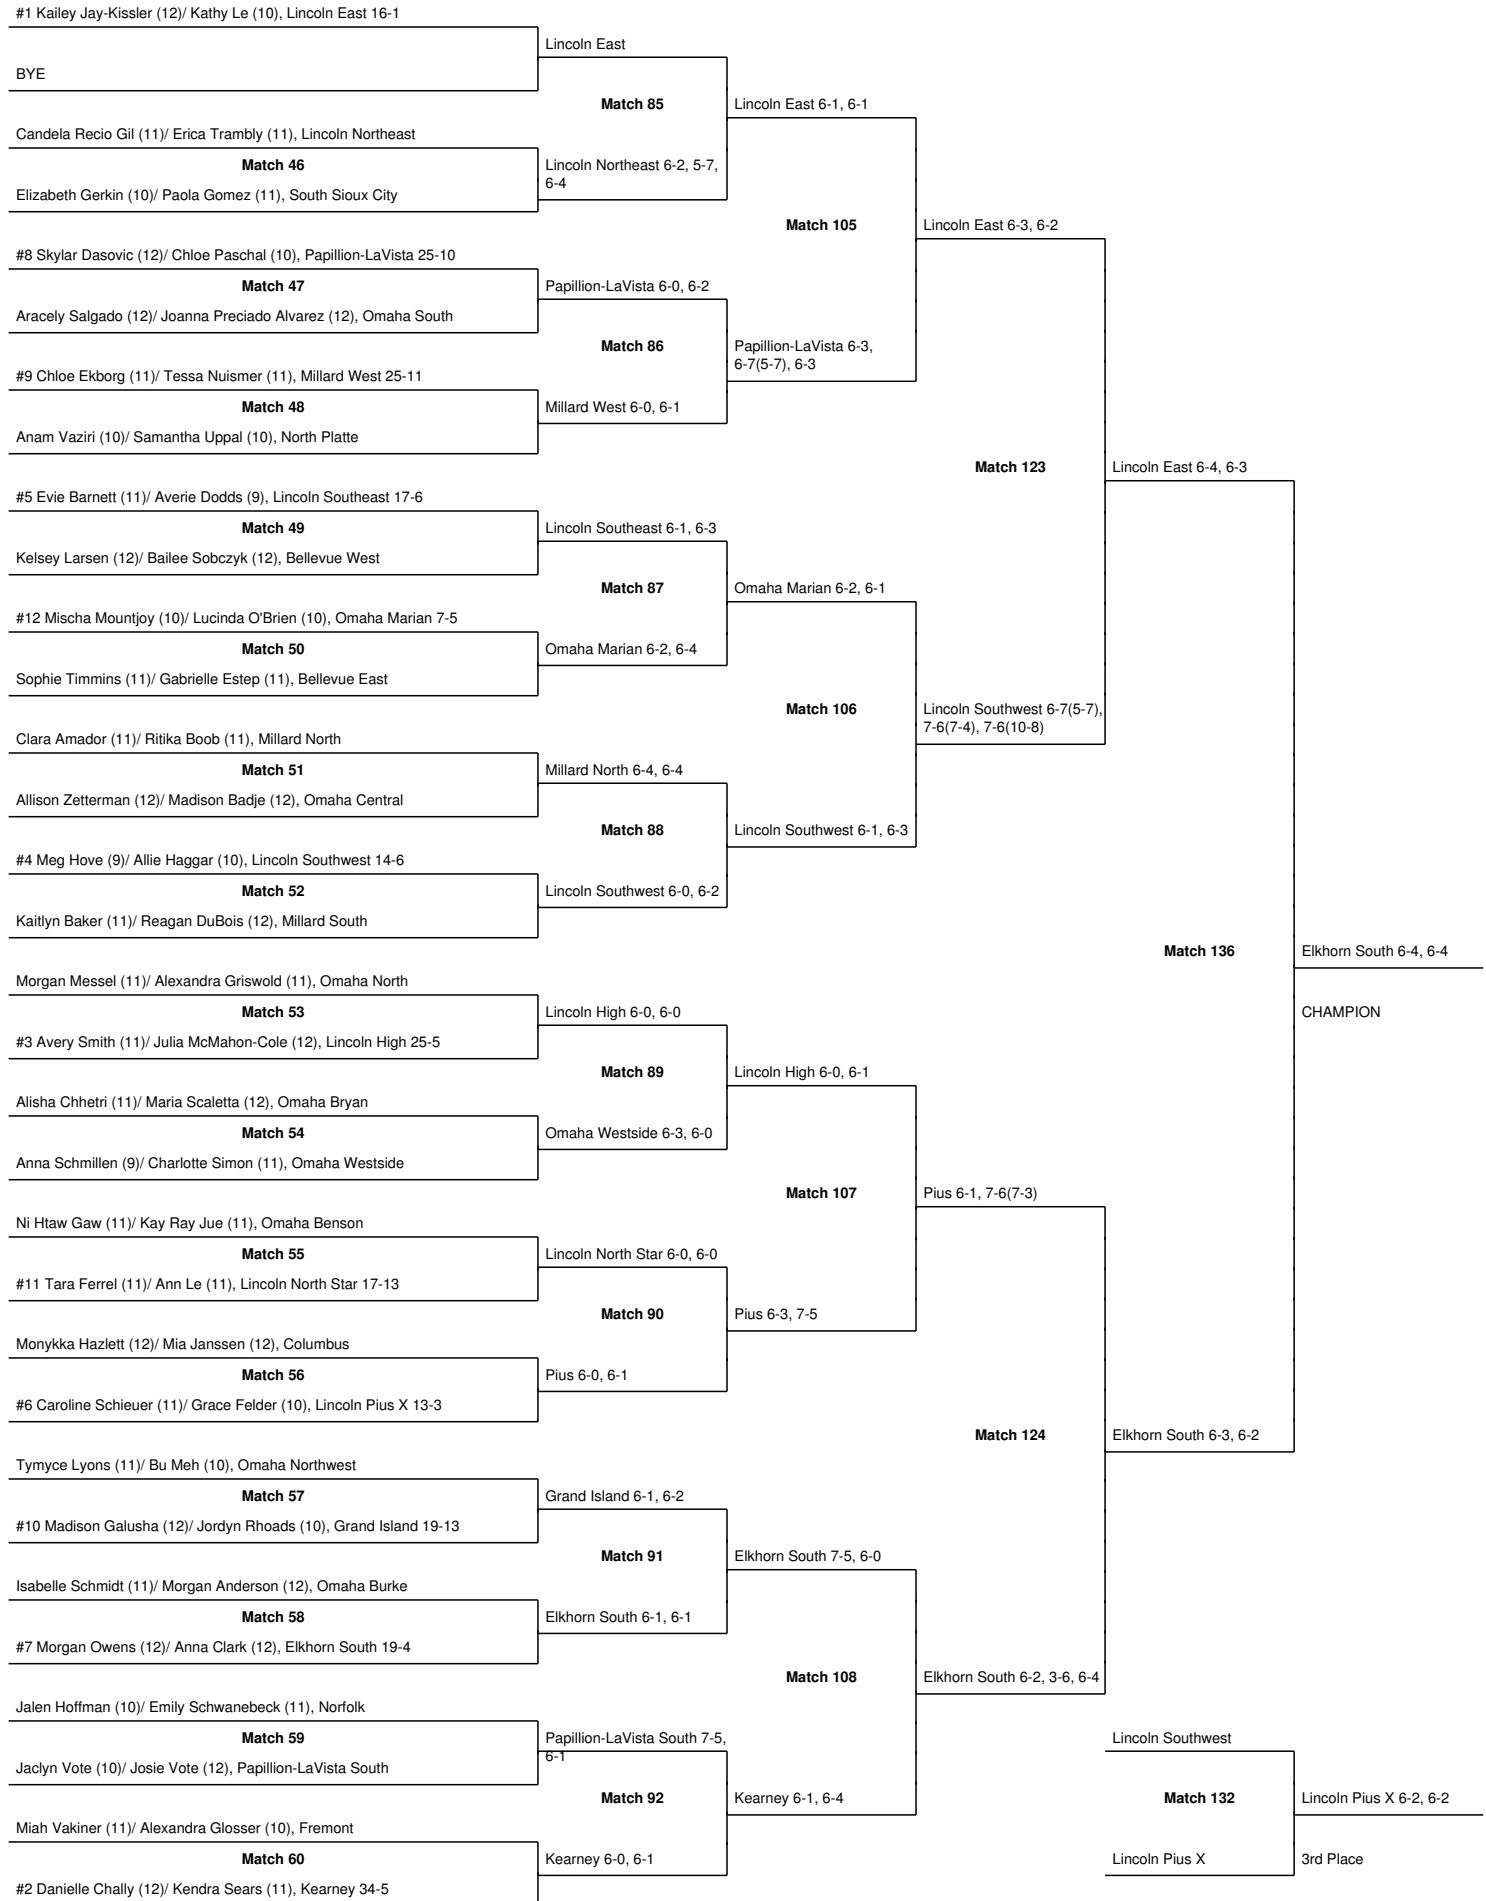 #1 Kailey Jay-Kissler (12)/ Kathy Le (10), Lincoln East 16-1
Lincoln East
BYE
Match 85
Lincoln East 6-1, 6-1
Candela Recio Gil (11)/ Erica Trambly (11), Lincoln Northeast
Match 46
Lincoln Northeast 6-2, 5-7,
6-4
Elizabeth Gerkin (10)/ Paola Gomez (11), South Sioux City
Match 105
Lincoln East 6-3, 6-2
#8 Skylar Dasovic (12)/ Chloe Paschal (10), Papillion-LaVista 25-10
Match 47
Papillion-LaVista 6-0, 6-2
Aracely Salgado (12)/ Joanna Preciado Alvarez (12), Omaha South
Match 86
Papillion-LaVista 6-3,
6-7(5-7), 6-3
#9 Chloe Ekborg (11)/ Tessa Nuismer (11), Millard West 25-11
Match 48
Millard West 6-0, 6-1
Anam Vaziri (10)/ Samantha Uppal (10), North Platte
Match 123
Lincoln East 6-4, 6-3
#5 Evie Barnett (11)/ Averie Dodds (9), Lincoln Southeast 17-6
Match 49
Lincoln Southeast 6-1, 6-3
Kelsey Larsen (12)/ Bailee Sobczyk (12), Bellevue West
Match 87
Omaha Marian 6-2, 6-1
#12 Mischa Mountjoy (10)/ Lucinda O'Brien (10), Omaha Marian 7-5
Match 50
Omaha Marian 6-2, 6-4
Sophie Timmins (11)/ Gabrielle Estep (11), Bellevue East
Match 106
Lincoln Southwest 6-7(5-7),
7-6(7-4), 7-6(10-8)
Clara Amador (11)/ Ritika Boob (11), Millard North
Match 51
Millard North 6-4, 6-4
Allison Zetterman (12)/ Madison Badje (12), Omaha Central
Match 88
Lincoln Southwest 6-1, 6-3
#4 Meg Hove (9)/ Allie Haggar (10), Lincoln Southwest 14-6
Match 52
Lincoln Southwest 6-0, 6-2
Kaitlyn Baker (11)/ Reagan DuBois (12), Millard South
Match 136
Elkhorn South 6-4, 6-4
Morgan Messel (11)/ Alexandra Griswold (11), Omaha North
Match 53
Lincoln High 6-0, 6-0
CHAMPION
#3 Avery Smith (11)/ Julia McMahon-Cole (12), Lincoln High 25-5
Match 89
Lincoln High 6-0, 6-1
Alisha Chhetri (11)/ Maria Scaletta (12), Omaha Bryan
Match 54
Omaha Westside 6-3, 6-0
Anna Schmillen (9)/ Charlotte Simon (11), Omaha Westside
Match 107
Pius 6-1, 7-6(7-3)
Ni Htaw Gaw (11)/ Kay Ray Jue (11), Omaha Benson
Match 55
Lincoln North Star 6-0, 6-0
#11 Tara Ferrel (11)/ Ann Le (11), Lincoln North Star 17-13
Match 90
Pius 6-3, 7-5
Monykka Hazlett (12)/ Mia Janssen (12), Columbus
Match 56
Pius 6-0, 6-1
#6 Caroline Schieuer (11)/ Grace Felder (10), Lincoln Pius X 13-3
Match 124
Elkhorn South 6-3, 6-2
Tymyce Lyons (11)/ Bu Meh (10), Omaha Northwest
Match 57
Grand Island 6-1, 6-2
#10 Madison Galusha (12)/ Jordyn Rhoads (10), Grand Island 19-13
Match 91
Elkhorn South 7-5, 6-0
Isabelle Schmidt (11)/ Morgan Anderson (12), Omaha Burke
Match 58
Elkhorn South 6-1, 6-1
#7 Morgan Owens (12)/ Anna Clark (12), Elkhorn South 19-4
Match 108
Elkhorn South 6-2, 3-6, 6-4
Jalen Hoffman (10)/ Emily Schwanebeck (11), Norfolk
Match 59
Papillion-LaVista South 7-5,
6-1
Lincoln Southwest
Jaclyn Vote (10)/ Josie Vote (12), Papillion-LaVista South
Match 92
Kearney 6-1, 6-4
Match 132
Lincoln Pius X 6-2, 6-2
Miah Vakiner (11)/ Alexandra Glosser (10), Fremont
Match 60
Kearney 6-0, 6-1
Lincoln Pius X
3rd Place
#2 Danielle Chally (12)/ Kendra Sears (11), Kearney 34-5